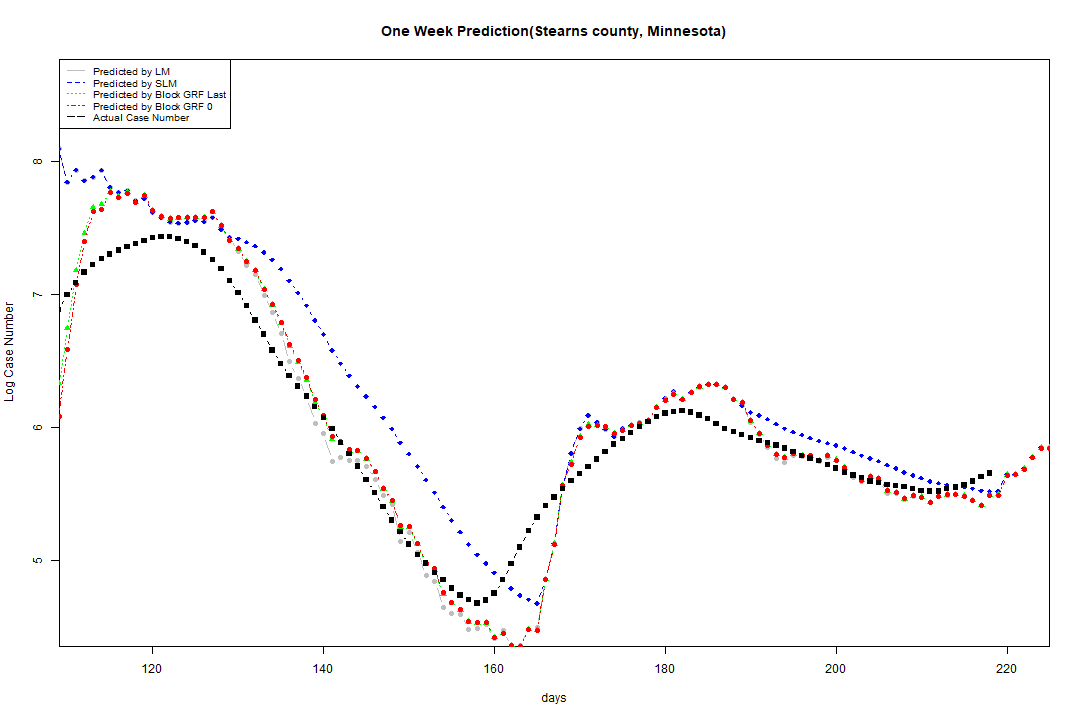 One Week Prediction(Stearns county, Minnesota)
Predicted by LM
Predicted by SLM
Predicted by Block GRF Last
Predicted by Block GRF 0
Actual Case Number
8
7
6
5
Log Case Number
120 140 160 180 200 220
days